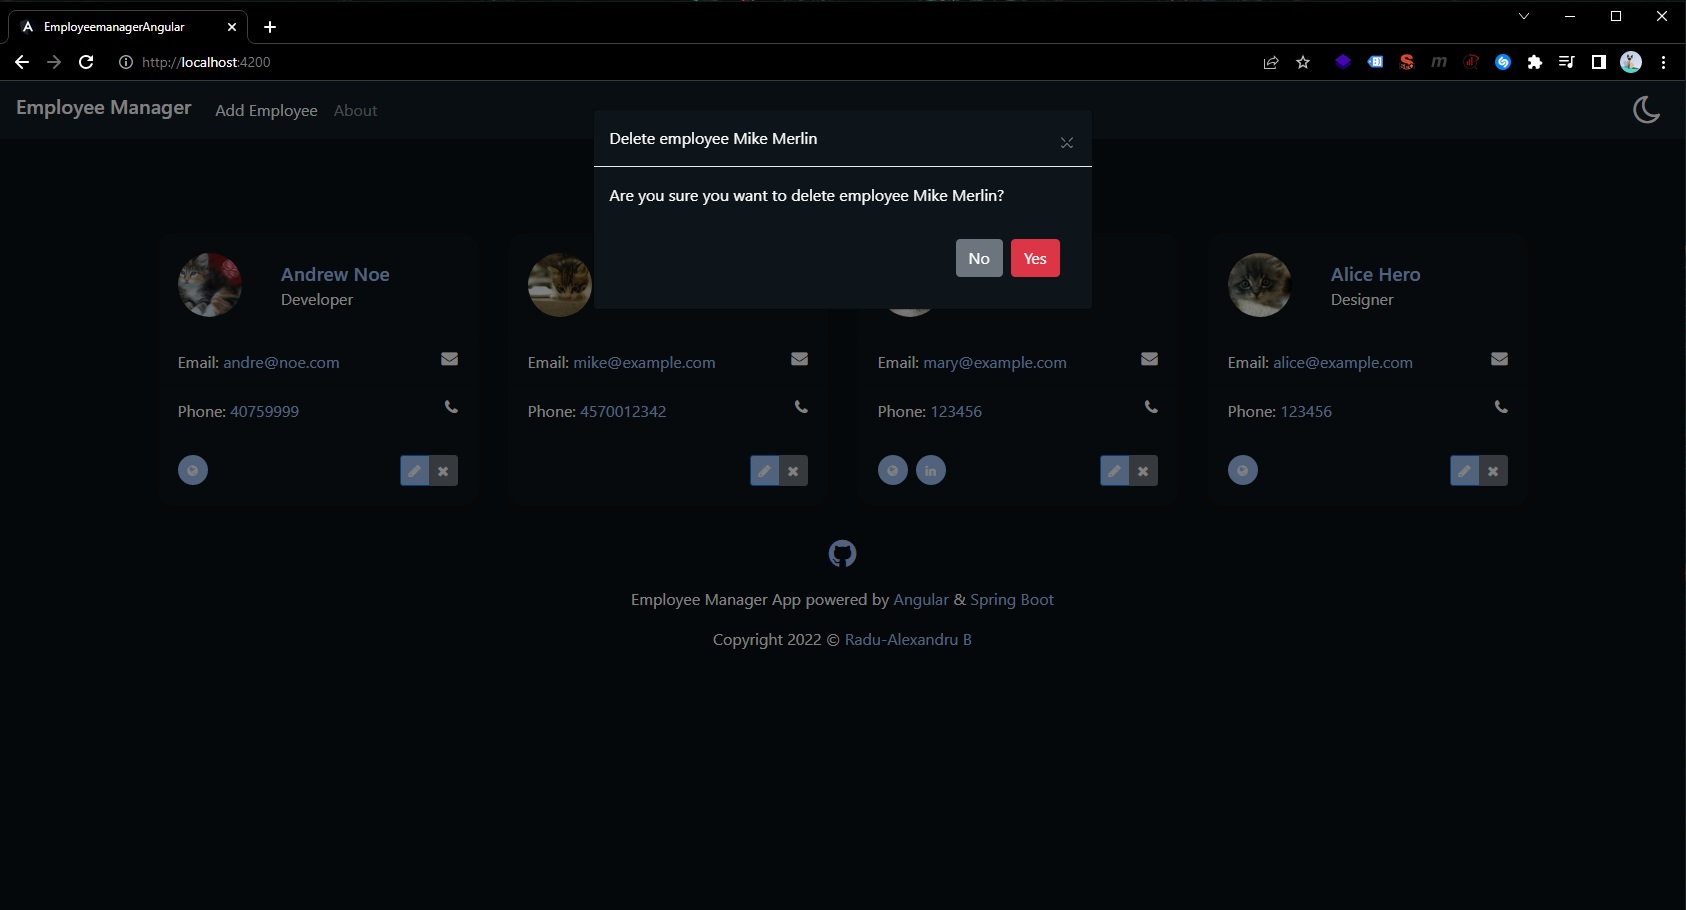 EmployeemanagerAngular
http://localhost:4200
Employee Manager Add Employee About
Delete employee Mike Merlin
Are you sure you want to delete employee Mike Merlin?
No Yes
Andrew Noe
Developer
Email: andre@noe.com
Phone: 40759999
Email: mike@example.com
Phone: 4570012342
Email: mary@example.com
Phone: 123456
in
Alice Hero
Designer
Email: alice@example.com
Phone: 123456
Employee Manager App powered by Angular & Spring Boot
Copyright 2022 © Radu-Alexandru B